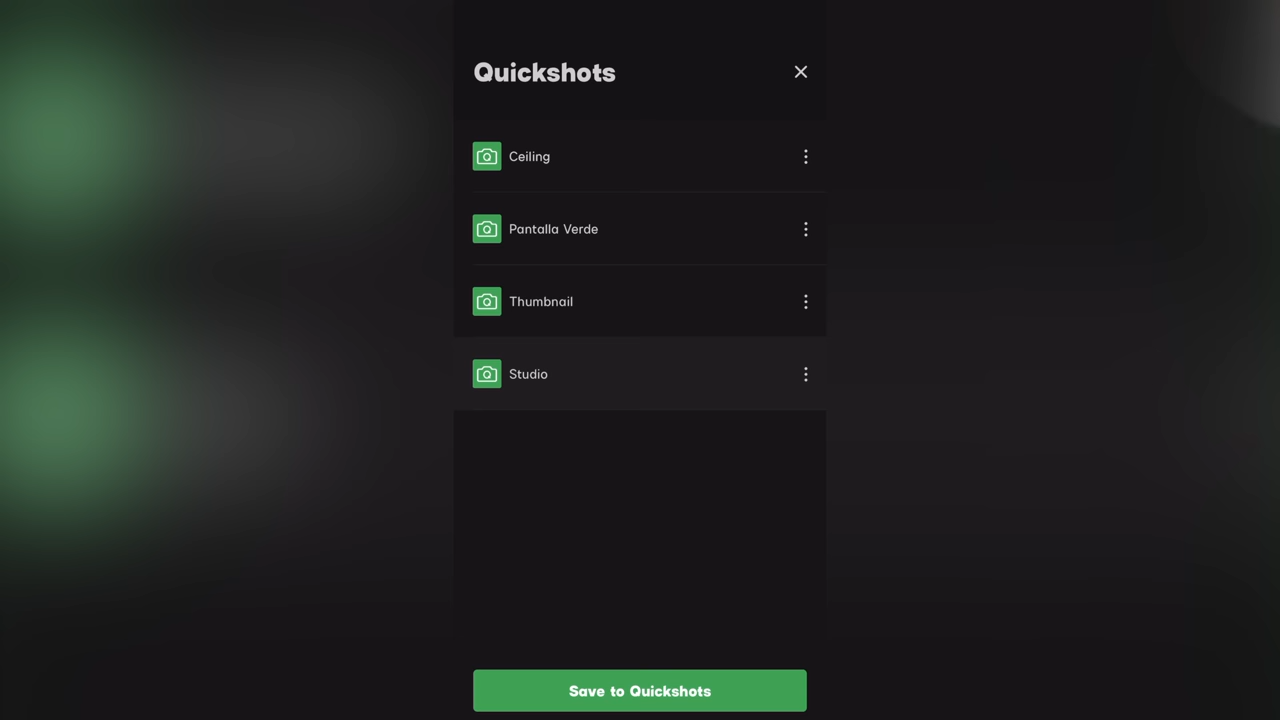 Quickshots
Ceiling
Pantalla Verde
Thumbnail
Studio
Save to Quickshots